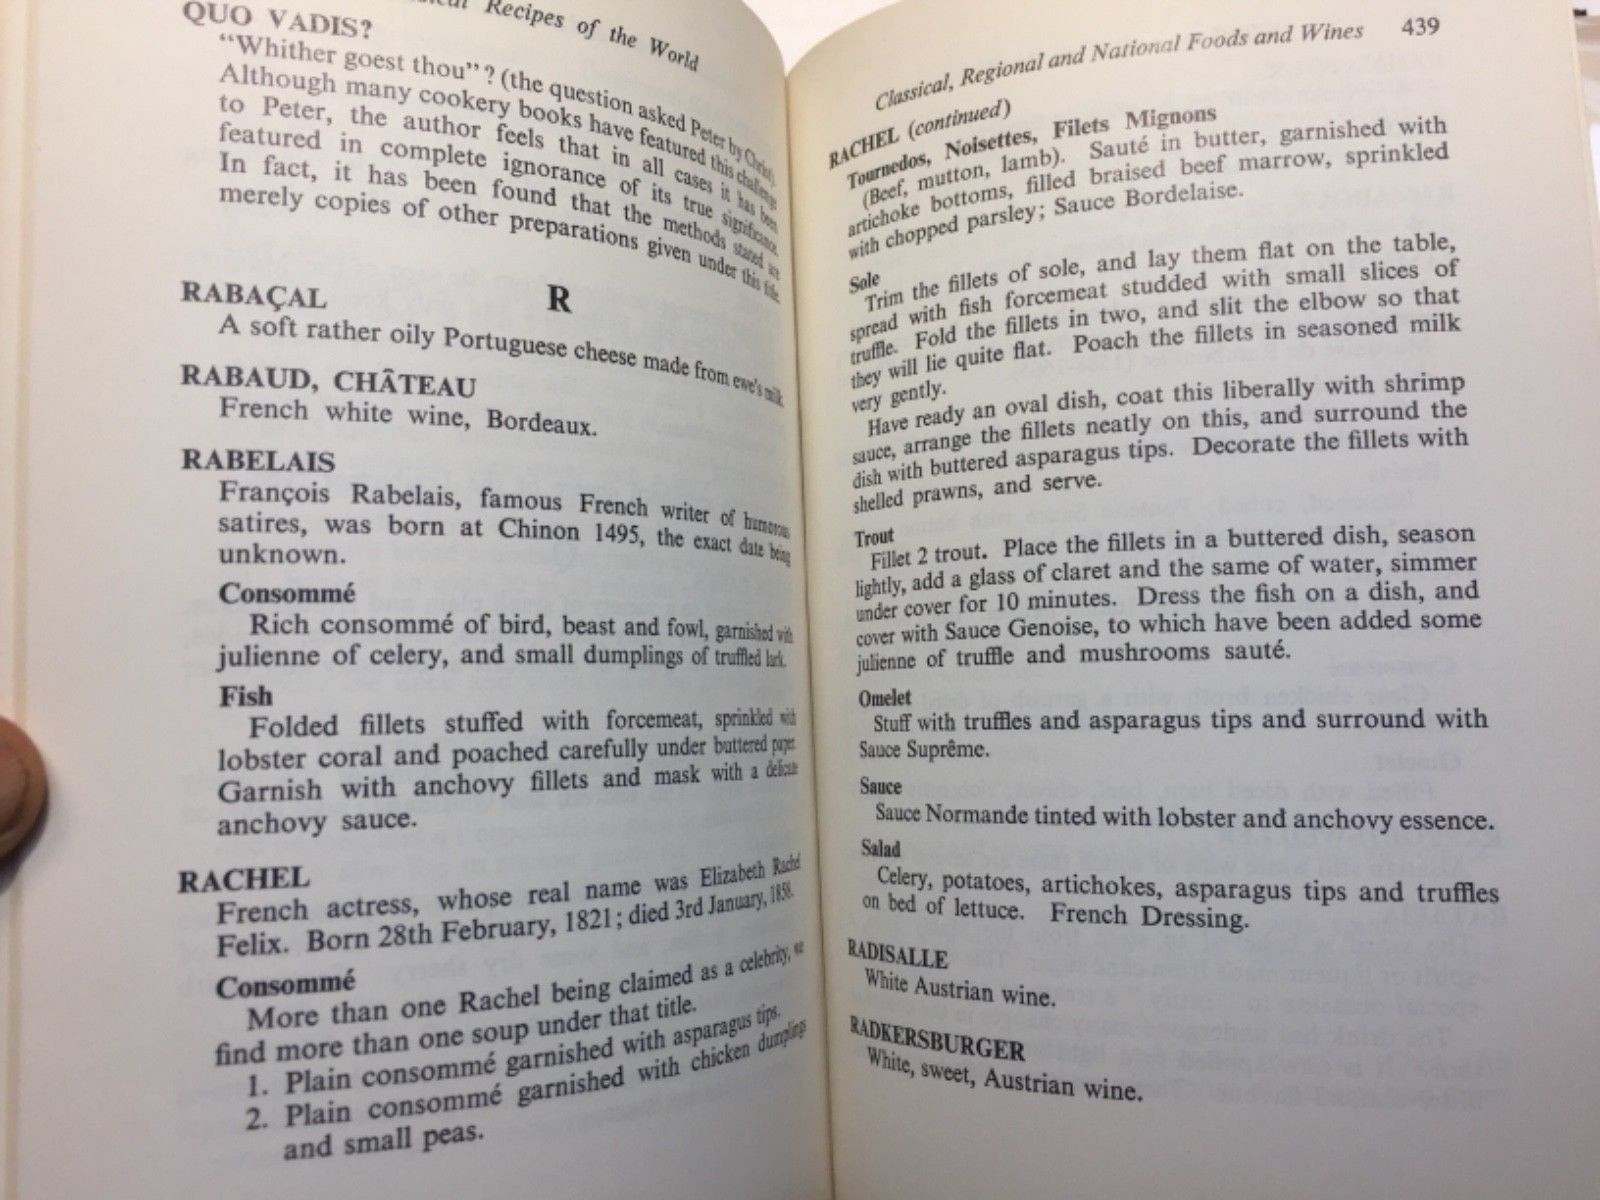 Recipes of the World
QUO VADIS?
“Whither goest thou”? (the question asked Peter by Christ).
Although many cookery books have featured this challenge
to Peter, the author feels that in all cases it has been
featured in complete ignorance of its true significance.
In fact, it has been found that the methods stated are
merely copies of other preparations given under this title.
R
RABAÇAL
A soft rather oily Portuguese cheese made from ewe's milk.
RABAUD, CHÂTEAU
French white wine, Bordeaux.
RABELAIS
François Rabelais, famous French writer of humorous
satires, was born at Chinon 1495, the exact date being
unknown.
Consommé
Rich consommé of bird, beast and fowl, garnished with
julienne of celery, and small dumplings of truffled lark.
Fish
Folded fillets stuffed with forcemeat, sprinkled with
lobster coral and poached carefully under buttered paper.
Garnish with anchovy fillets and mask with a delicate
anchovy sauce.
RACHEL
French actress, whose real name was Elizabeth Rachel
Felix. Born 28th February, 1821; died 3rd January, 1858.
Consommé
More than one Rachel being claimed as a celebrity, we
find more than one soup under that title.
1. Plain consommé garnished with asparagus tips.
2. Plain consommé garnished with chicken dumplings
and small peas.
Classical, Regional and National Foods and Wines 439
RACHEL (continued)
Tournedos, Noisettes, Filets Mignons
(Beef, mutton, lamb). Sauté in butter, garnished with
artichoke bottoms, filled braised beef marrow, sprinkled
with chopped parsley; Sauce Bordelaise.
Sole
Trim the fillets of sole, and lay them flat on the table,
spread with fish forcemeat studded with small slices of
truffle. Fold the fillets in two, and slit the elbow so that
they will lie quite flat. Poach the fillets in seasoned milk
very gently.
Have ready an oval dish, coat this liberally with shrimp
sauce, arrange the fillets neatly on this, and surround the
dish with buttered asparagus tips. Decorate the fillets with
shelled prawns, and serve.
Trout
Fillet 2 trout. Place the fillets in a buttered dish, season
lightly, add a glass of claret and the same of water, simmer
under cover for 10 minutes. Dress the fish on a dish, and
cover with Sauce Genoise, to which have been added some
julienne of truffle and mushrooms sauté.
Omelet
Stuff with truffles and asparagus tips and surround with
Sauce Suprême.
Sauce
Sauce Normande tinted with lobster and anchovy essence.
Salad
Celery, potatoes, artichokes, asparagus tips and truffles
on bed of lettuce. French Dressing.
RADISALLE
White Austrian wine.
RADKERSBURGER
White, sweet, Austrian wine.